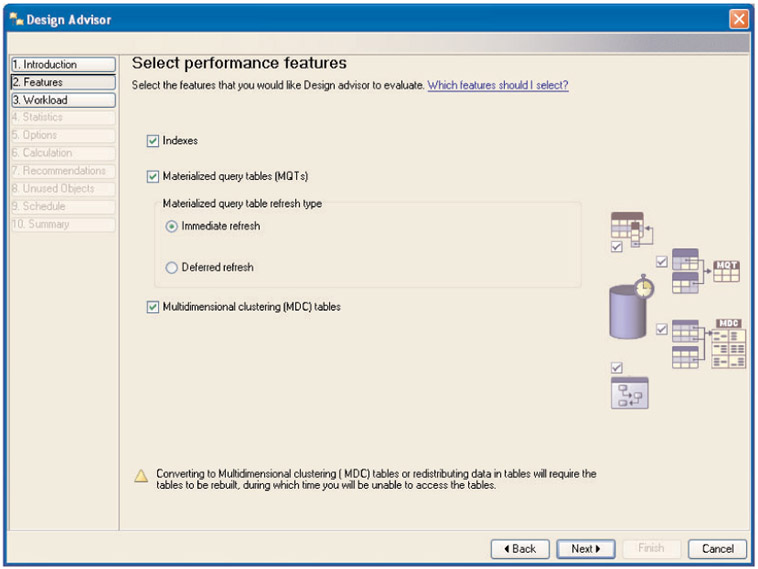 Design Advisor
1. Introduction
2. Features
3. Workload
4. Statistics
5. Options
6. Calculation
7. Recommendations
8. Unused Objects
9. Schedule
10. Summary
Select performance features
Select the features that you would like Design advisor to evaluate. Which features should I select?
Indexes
Materialized query tables (MQTs)
Materialized query table refresh type
Immediate refresh
Deferred refresh
Multidimensional clustering (MDC) tables
MQT
MDC
Converting to Multidimensional clustering ( MDC) tables or redistributing data in tables will require the
tables to be rebuilt, during which time you will be unable to access the tables.
Back
Next
Finish
Cancel